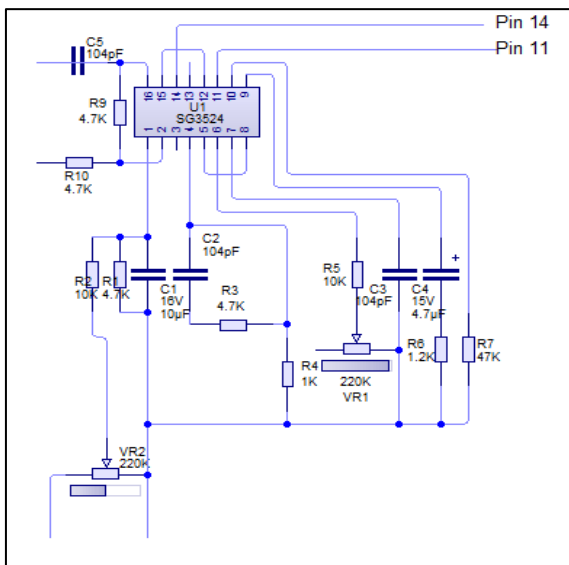 Pin 14
Pin 11
C5
104pF
16 15 14 13 12 11 10 9
U1
SG3524
1 2 3 4 5 6 7 8
R9
4.7K
R10
4.7K
C2
104pF
R2
10K
R1
4.7K
C1
16V
10µF
R3
4.7K
R5
10K
C3
104pF
C4
15V
4.7µF
+
R4
1K
R6
1.2K
R7
47K
220K
VR1
VR2
220K